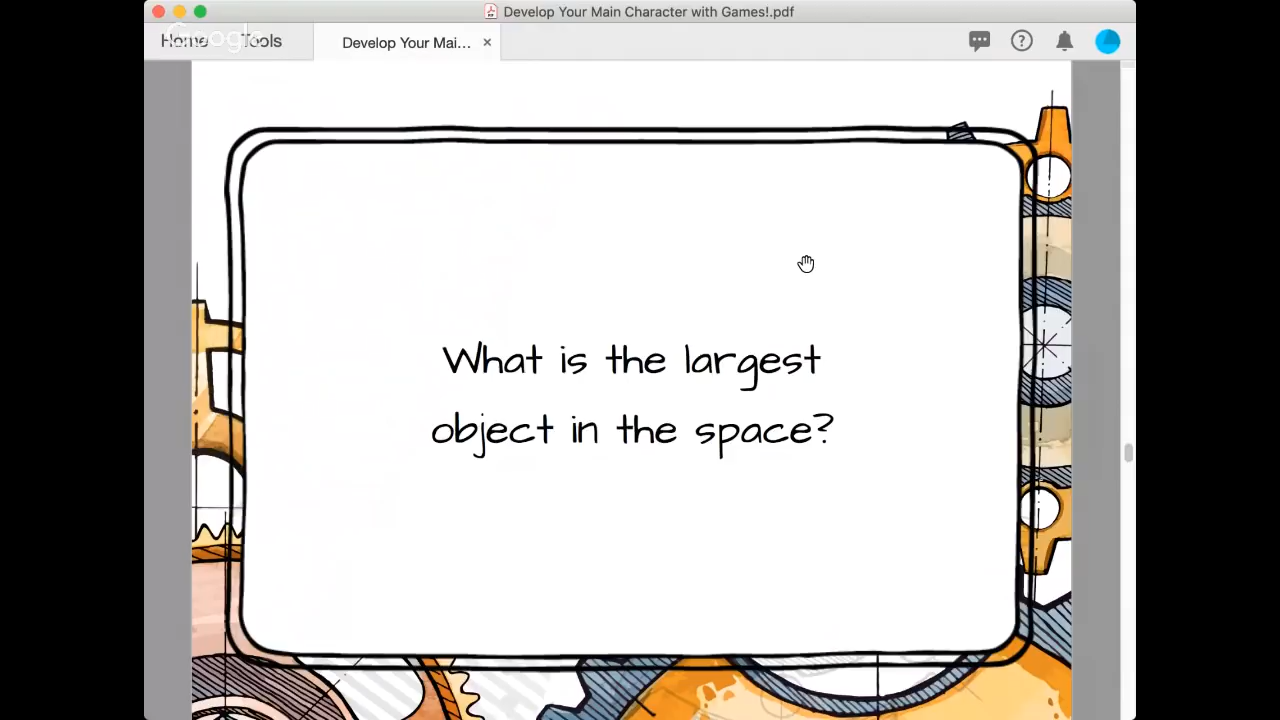 Develop Your Main Character with Games!.pdf
Google
Home Tools Develop Your Mai... ×
What is the largest
object in the space?